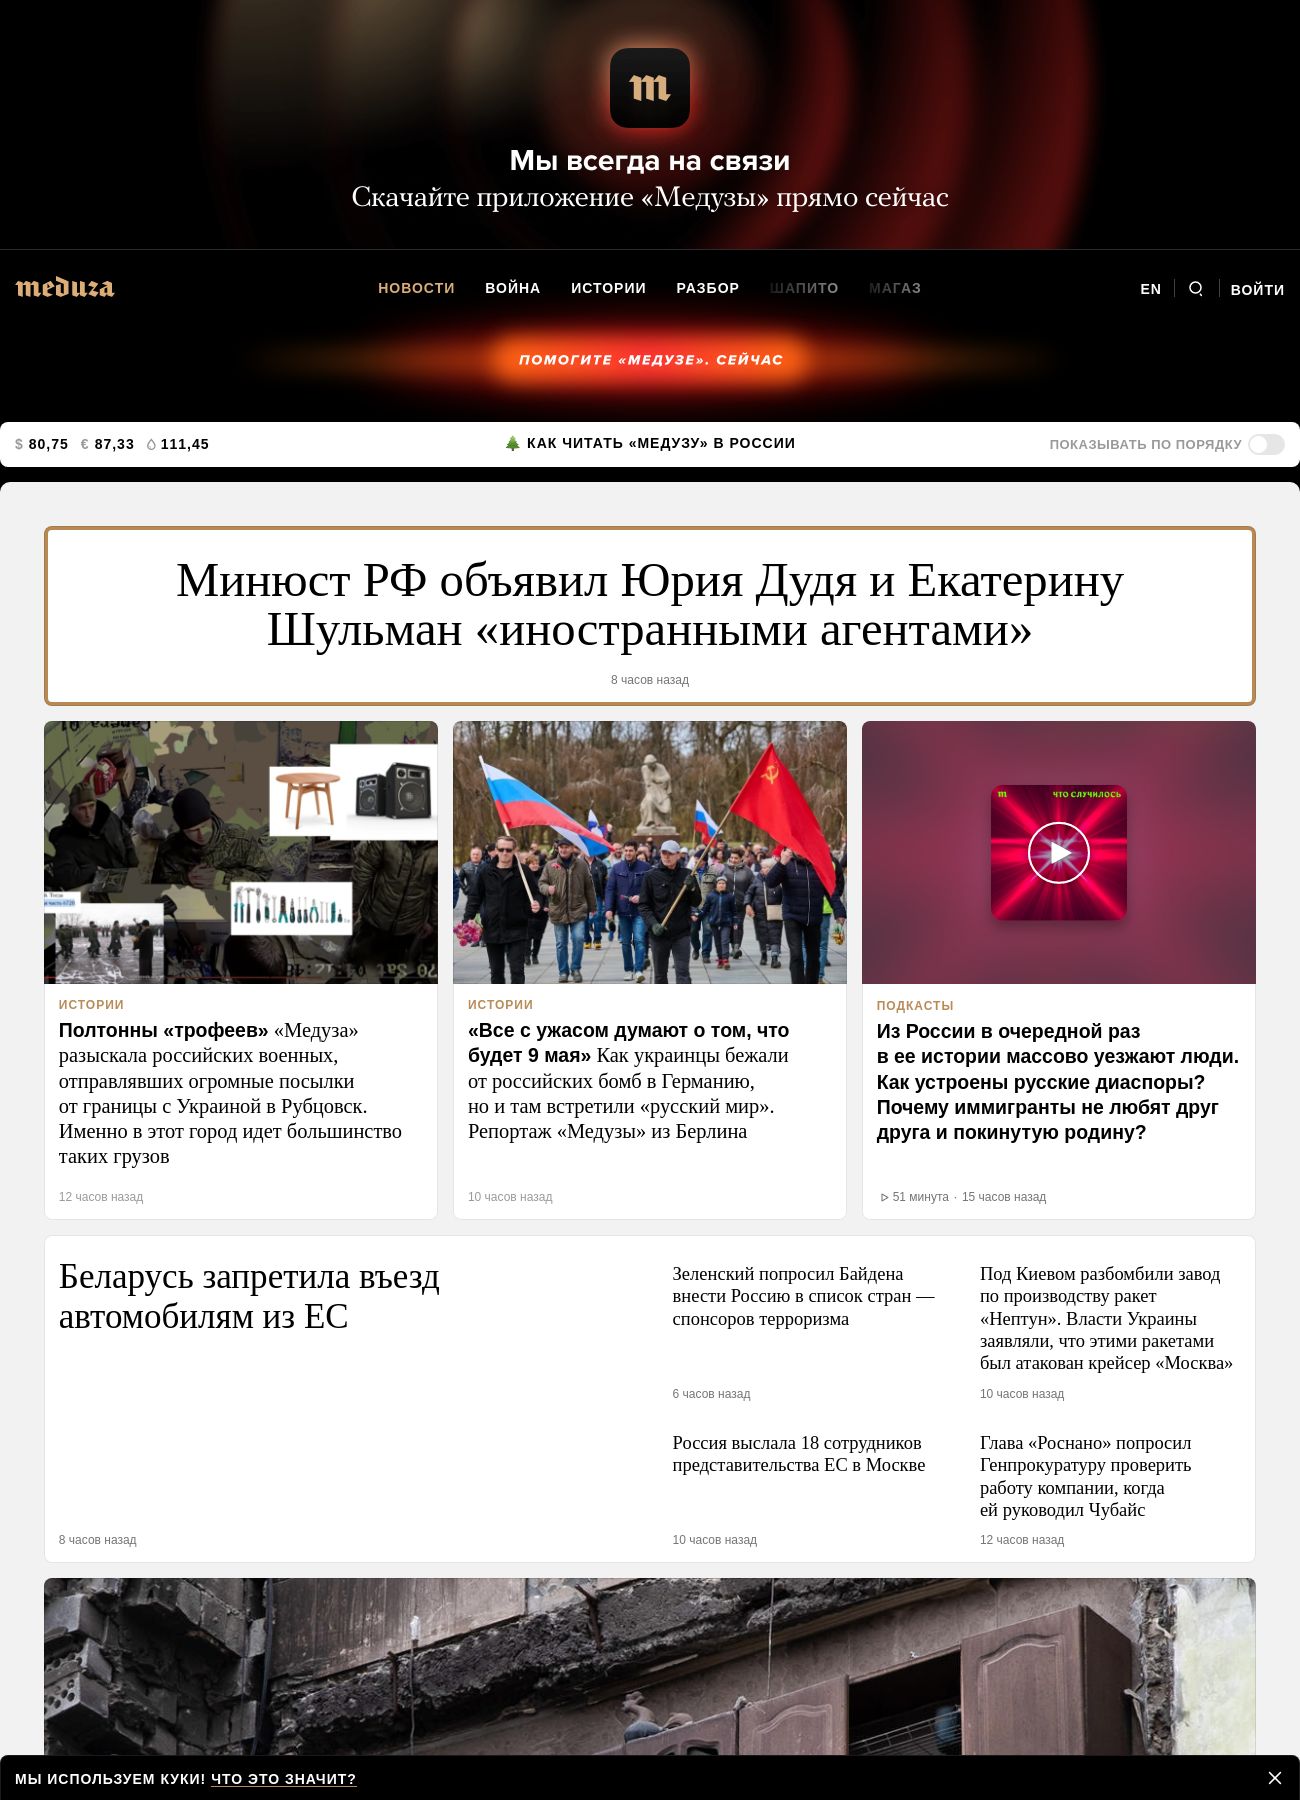 m
Мы всегда на связи
Скачайте приложение «Медузы» прямо сейчас
meduza
НОВОСТИ ВОЙНА ИСТОРИИ РАЗБОР ШАПИТО МАГАЗ
EN ВОЙТИ
ПОМОГИТЕ «МЕДУЗЕ». СЕЙЧАС
$ 80,75 € 87,33 111,45
КАК ЧИТАТЬ «МЕДУЗУ» В РОССИИ
ПОКАЗЫВАТЬ ПО ПОРЯДКУ
Минюст РФ объявил Юрия Дудя и Екатерину
Шульман «иностранными агентами»
8 часов назад
ИСТОРИИ
Полтонны «трофеев» «Медуза»
разыскала российских военных,
отправлявших огромные посылки
от границы с Украиной в Рубцовск.
Именно в этот город идет большинство
таких грузов
12 часов назад
ИСТОРИИ
«Все с ужасом думают о том, что
будет 9 мая» Как украинцы бежали
от российских бомб в Германию,
но и там встретили «русский мир».
Репортаж «Медузы» из Берлина
10 часов назад
m ЧТО СЛУЧИЛОСЬ
ПОДКАСТЫ
Из России в очередной раз
в ее истории массово уезжают люди.
Как устроены русские диаспоры?
Почему иммигранты не любят друг
друга и покинутую родину?
51 минута · 15 часов назад
Беларусь запретила въезд
автомобилям из ЕС
8 часов назад
Зеленский попросил Байдена
внести Россию в список стран —
спонсоров терроризма
6 часов назад
Под Киевом разбомбили завод
по производству ракет
«Нептун». Власти Украины
заявляли, что этими ракетами
был атакован крейсер «Москва»
10 часов назад
Россия выслала 18 сотрудников
представительства ЕС в Москве
10 часов назад
Глава «Роснано» попросил
Генпрокуратуру проверить
работу компании, когда
ей руководил Чубайс
12 часов назад
МЫ ИСПОЛЬЗУЕМ КУКИ! ЧТО ЭТО ЗНАЧИТ?